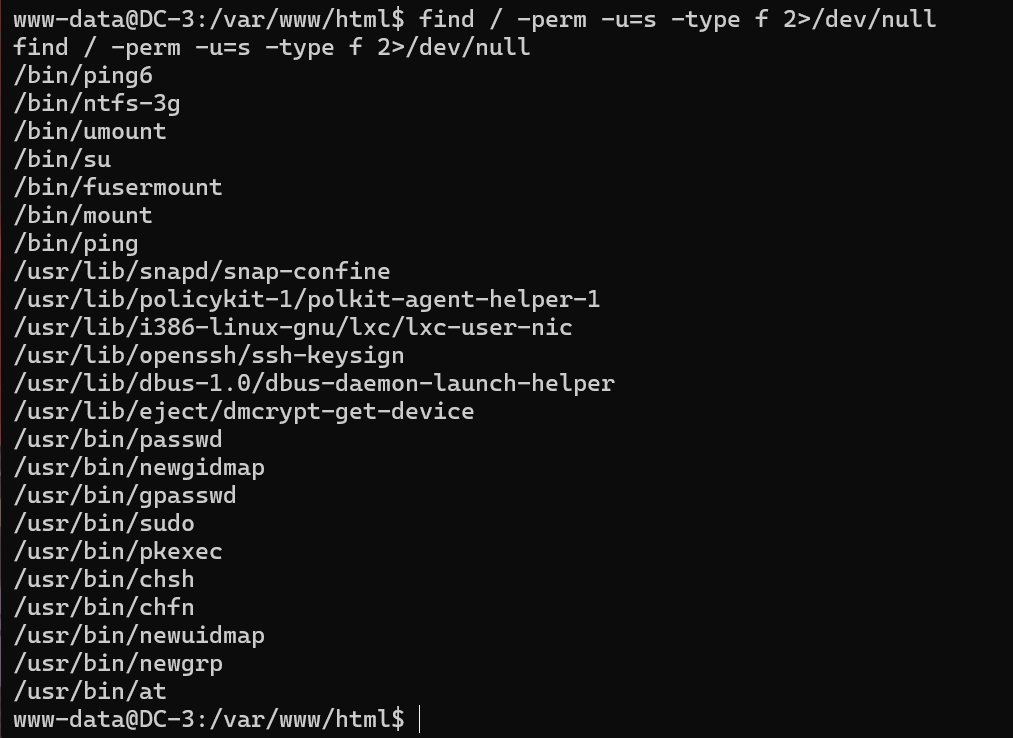 www-data@DC-3:/var/www/html$ find / -perm -u=s -type f 2>/dev/null
find / -perm -u=s -type f 2>/dev/null
/bin/ping6
/bin/ntfs-3g
/bin/umount
/bin/su
/bin/fusermount
/bin/mount
/bin/ping
/usr/lib/snapd/snap-confine
/usr/lib/policykit-1/polkit-agent-helper-1
/usr/lib/i386-linux-gnu/lxc/lxc-user-nic
/usr/lib/openssh/ssh-keysign
/usr/lib/dbus-1.0/dbus-daemon-launch-helper
/usr/lib/eject/dmcrypt-get-device
/usr/bin/passwd
/usr/bin/newgidmap
/usr/bin/gpasswd
/usr/bin/sudo
/usr/bin/pkexec
/usr/bin/chsh
/usr/bin/chfn
/usr/bin/newuidmap
/usr/bin/newgrp
/usr/bin/at
www-data@DC-3:/var/www/html$